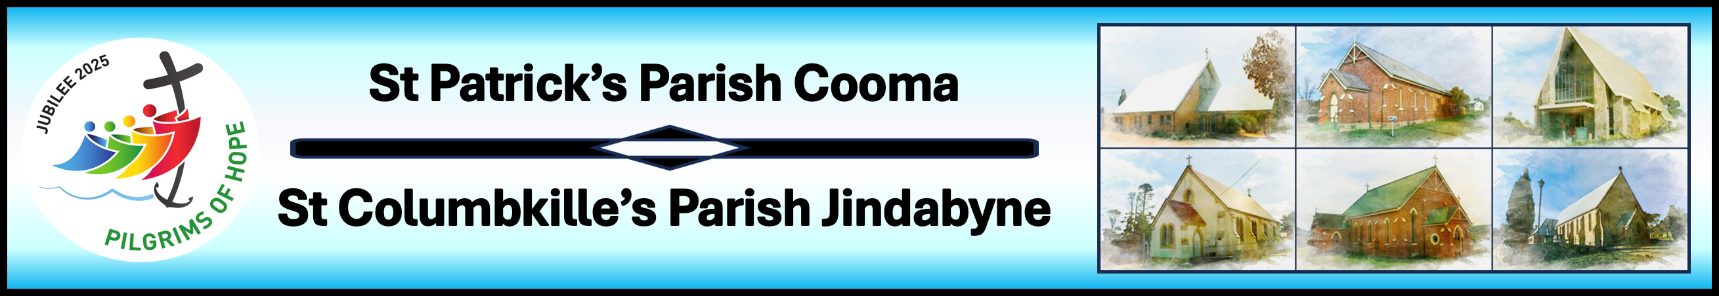 JUBILEE 2025
PILGRIMS OF HOPE
St Patrick’s Parish Cooma
St Columbkille’s Parish Jindabyne